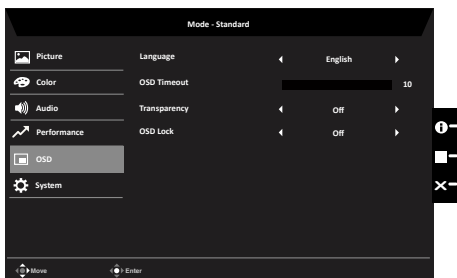 Mode - Standard
Picture
Language
English
Color
OSD Timeout
10
Audio
Transparency
Off
Performance
OSD Lock
Off
OSD
System
Move
Enter